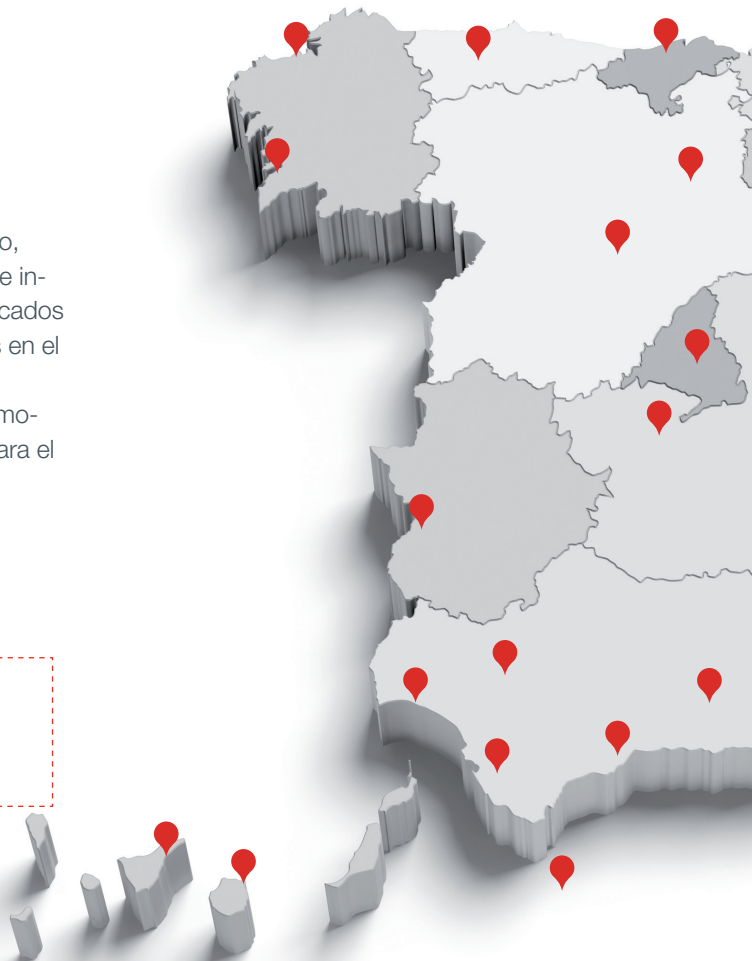 o,
e in-
cados
s en el
mo-
ara el